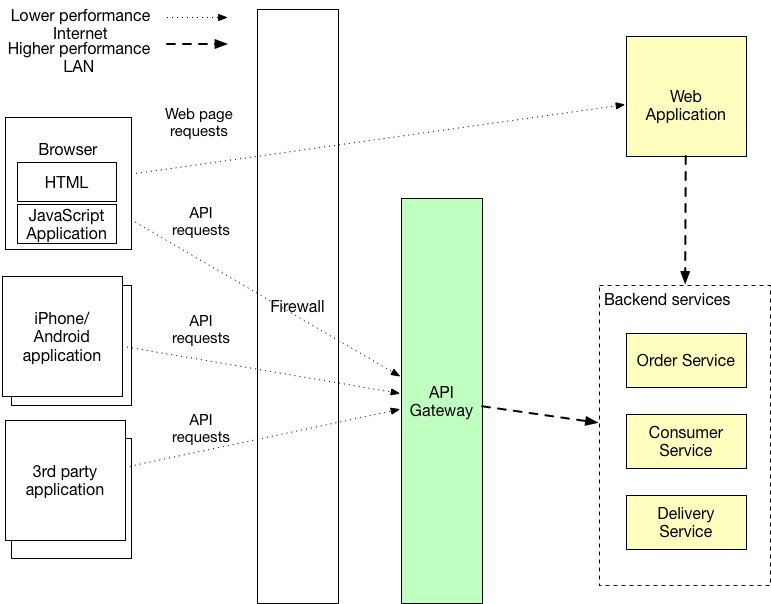 Lower performance
Internet
Higher performance
LAN
Web page
requests
Web
Application
Browser
HTML
JavaScript
Application
API
requests
Firewall
Backend services
iPhone/
Android
application
API
requests
Order Service
API
Gateway
3rd party
application
API
requests
Consumer
Service
Delivery
Service